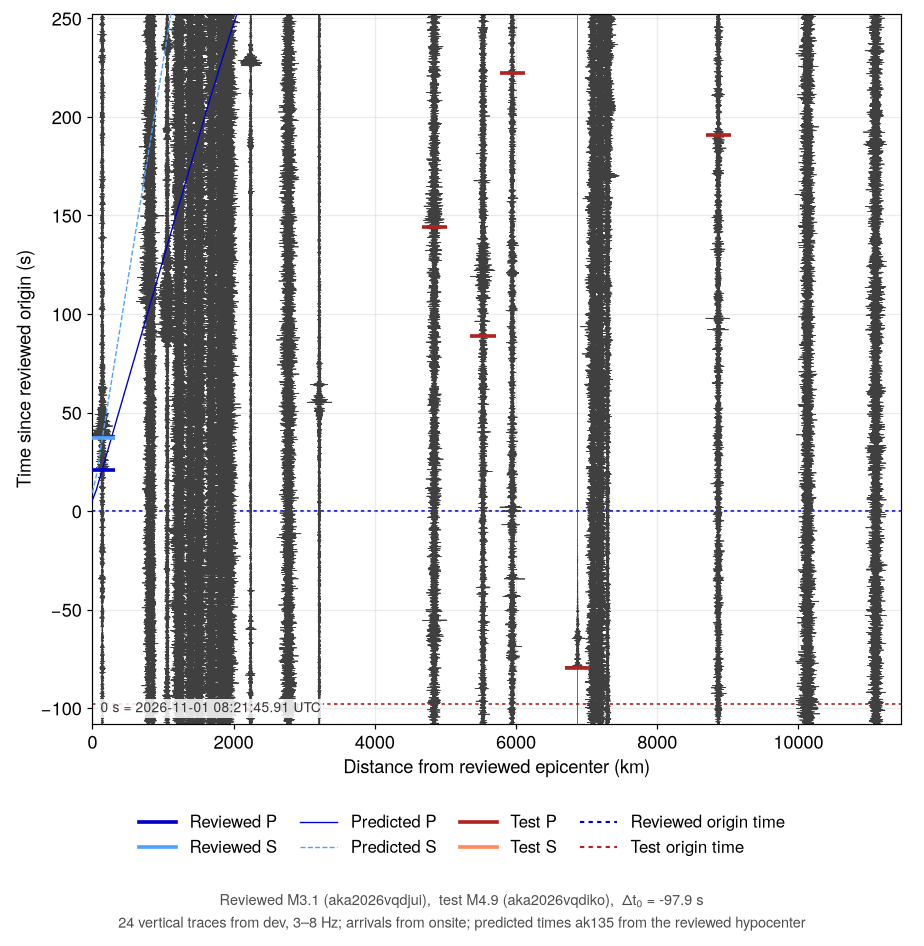 250
200
150
100
50
0
−50
−100
Time since reviewed origin (s)
0 s = 2026-11-01 08:21:45.91 UTC
0 2000 4000 6000 8000 10000
Distance from reviewed epicenter (km)
Reviewed P Predicted P Test P Reviewed origin time
Reviewed S Predicted S Test S Test origin time
Reviewed M3.1 (aka2026vqdjui), test M4.9 (aka2026vqdiko), Δt₀ = -97.9 s
24 vertical traces from dev, 3–8 Hz; arrivals from onsite; predicted times ak135 from the reviewed hypocenter